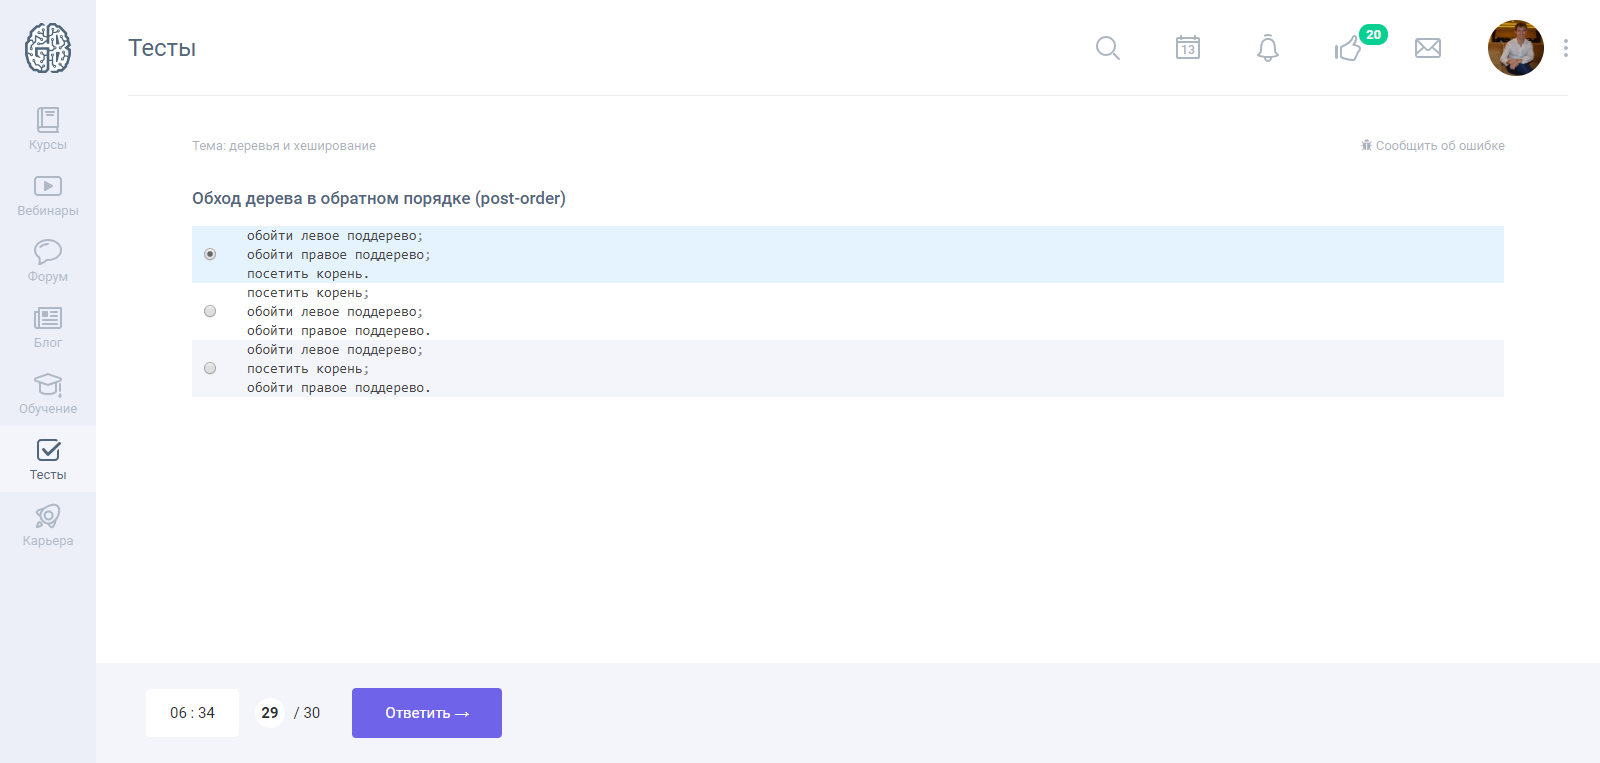 Тесты
13
20
Курсы
Вебинары
Форум
Блог
Обучение
Тесты
Карьера
Тема: деревья и хеширование
Сообщить об ошибке
Обход дерева в обратном порядке (post-order)
обойти левое поддерево;
обойти правое поддерево;
посетить корень.
посетить корень;
обойти левое поддерево;
обойти правое поддерево.
обойти левое поддерево;
посетить корень;
обойти правое поддерево.
06 : 34
29 / 30
Ответить →